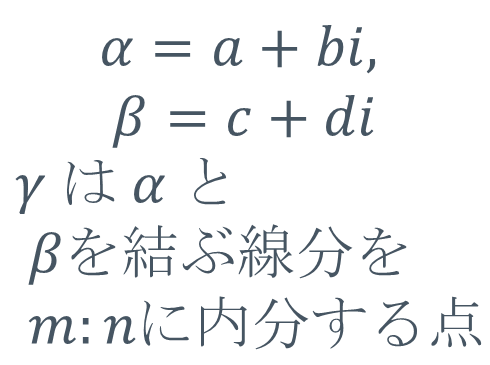 α = a + bi,
β = c + di
γ は α と
βを結ぶ線分を
m:nに内分する点